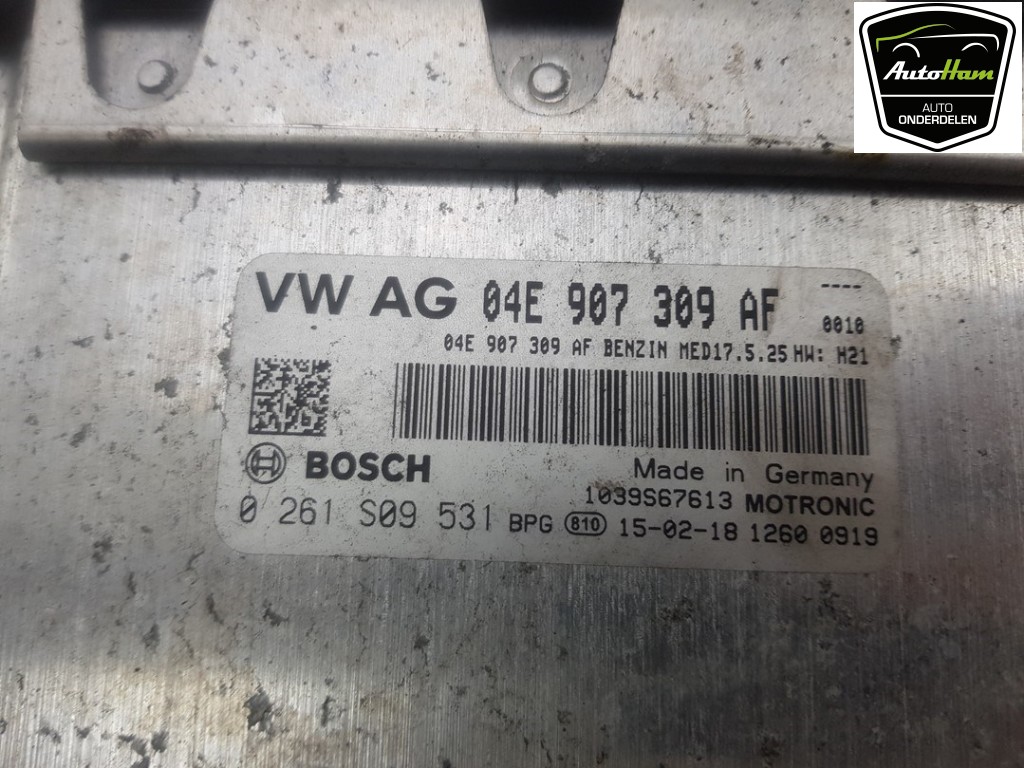 AutoHam
AUTO
ONDERDELEN
VW AG 04E 907 309 AF ----
0010
04E 907 309 AF BENZIN MED17.5.25 HW: H21
BOSCH
Made in Germany
1039S67613 MOTRONIC
0 261 S09 531 BPG 810 15-02-18 1260 0919